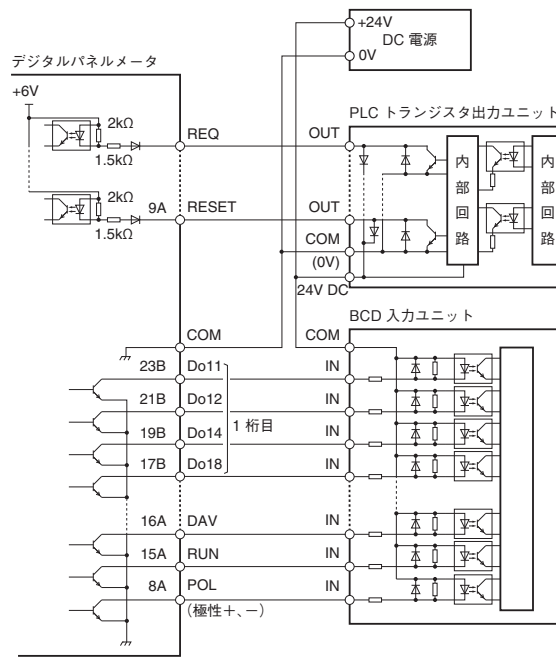 +24V
DC 電源
0V
デジタルパネルメータ
+6V
2kΩ
1.5kΩ
REQ
OUT
PLC トランジスタ出力ユニット
内部回路
内部回路
2kΩ
1.5kΩ
9A
RESET
OUT
COM
(0V)
24V DC
BCD 入力ユニット
COM
COM
23B
Do11
IN
21B
Do12
IN
1 桁目
19B
Do14
IN
17B
Do18
IN
16A
DAV
IN
15A
RUN
IN
8A
POL
IN
(極性+、−)